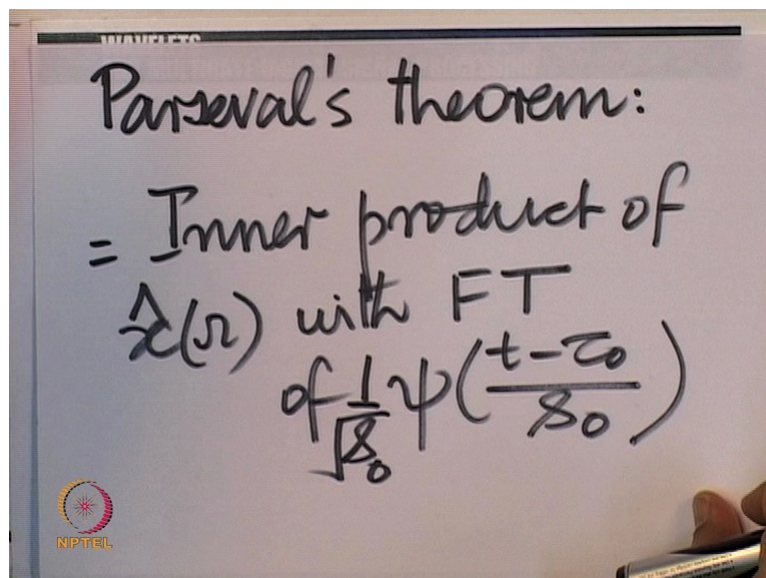 WAVELETS
Parseval's theorem:
= Inner product of
x̂(Ω) with FT
of 1/√s₀ ψ((t-τ₀)/s₀)
NPTEL